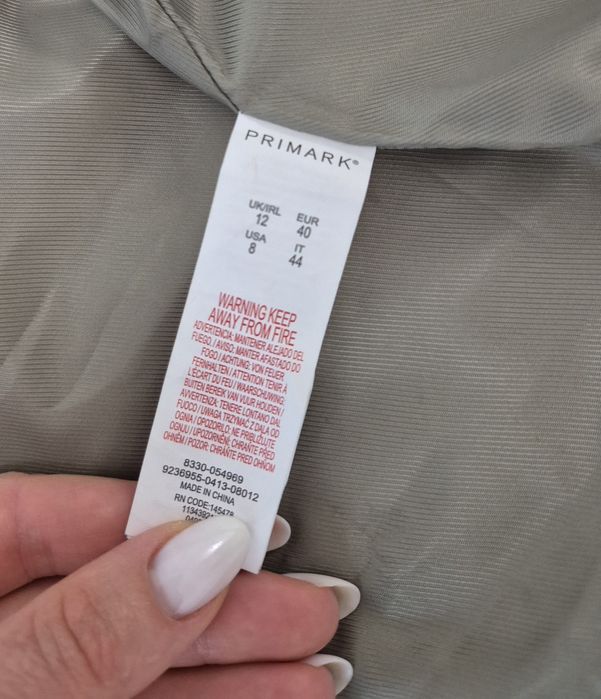 PRIMARK®
UK/IRL EUR
12 40
USA IT
8 44
WARNING KEEP
AWAY FROM FIRE
ADVERTENCIA: MANTENER ALEJADO DEL
FUEGO. / AVISO: MANTER AFASTADO DO
FOGO / ACHTUNG: VON FEUER
FERNHALTEN / ATTENTION TENIR À
L'ÉCART DU FEU / WAARSCHUWING:
BUITEN BEREIK VAN VUUR HOUDEN /
AVVERTENZA: TENERE LONTANO DAL
FUOCO / UWAGA TRZYMAĆ Z DALA OD
OGNIA / OPOZORILO: NE PRIBLIŽUJTE
OGNJU / UPOZORNĚNÍ: CHRAŇTE PŘED
OHNĚM / POZOR: CHRÁŇTE PRED OHŇOM
8330-054969
9236955-0413-08012
MADE IN CHINA
RN CODE:145478